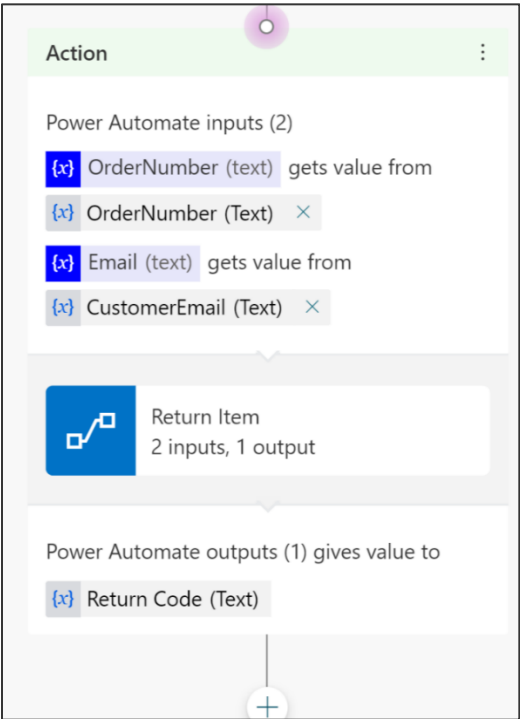 Action
Power Automate inputs (2)
{x} OrderNumber (text) gets value from
{x} OrderNumber (Text) ×
{x} Email (text) gets value from
{x} CustomerEmail (Text) ×
Return Item
2 inputs, 1 output
Power Automate outputs (1) gives value to
{x} Return Code (Text)